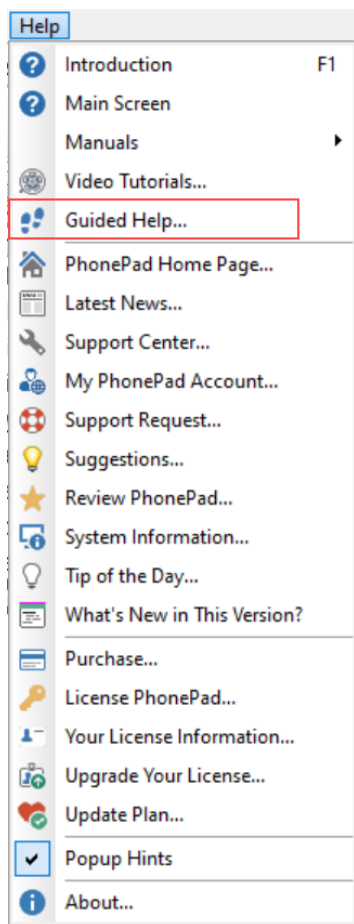 Help
Introduction F1
Main Screen
Manuals
Video Tutorials...
Guided Help...
PhonePad Home Page...
Latest News...
Support Center...
My PhonePad Account...
Support Request...
Suggestions...
Review PhonePad...
System Information...
Tip of the Day...
What's New in This Version?
Purchase...
License PhonePad...
Your License Information...
Upgrade Your License...
Update Plan...
Popup Hints
About...